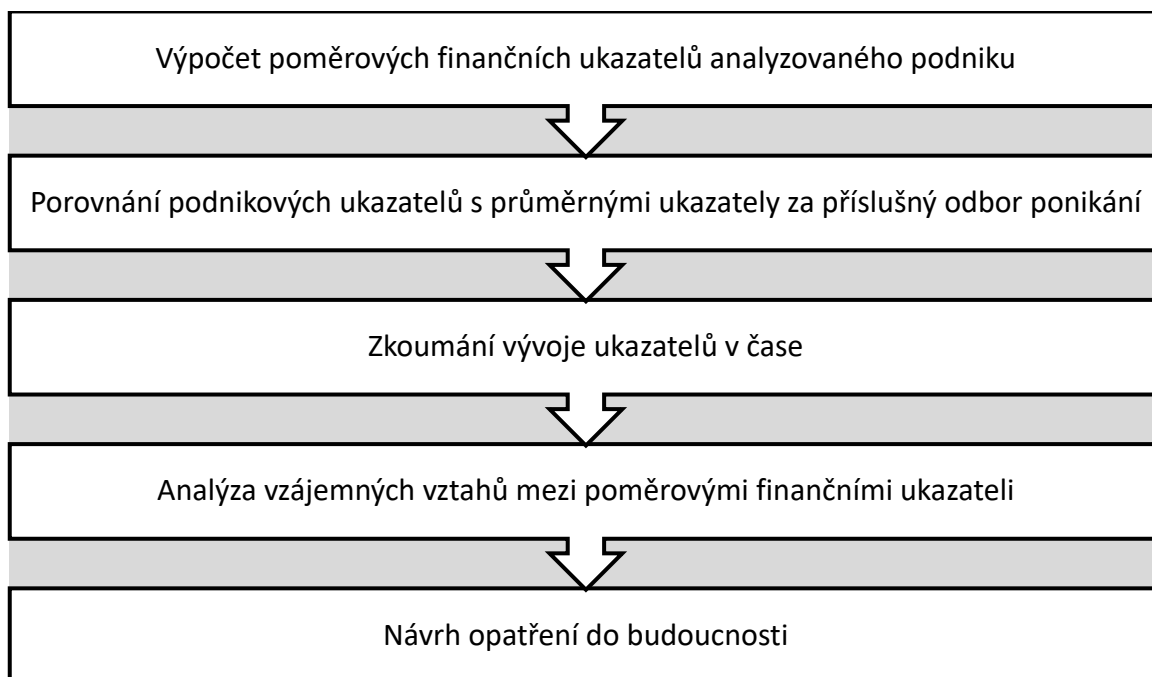 Výpočet poměrových finančních ukazatelů analyzovaného podniku
Porovnání podnikových ukazatelů s průměrnými ukazately za příslušný odbor ponikání
Zkoumání vývoje ukazatelů v čase
Analýza vzájemných vztahů mezi poměrovými finančními ukazateli
Návrh opatření do budoucnosti